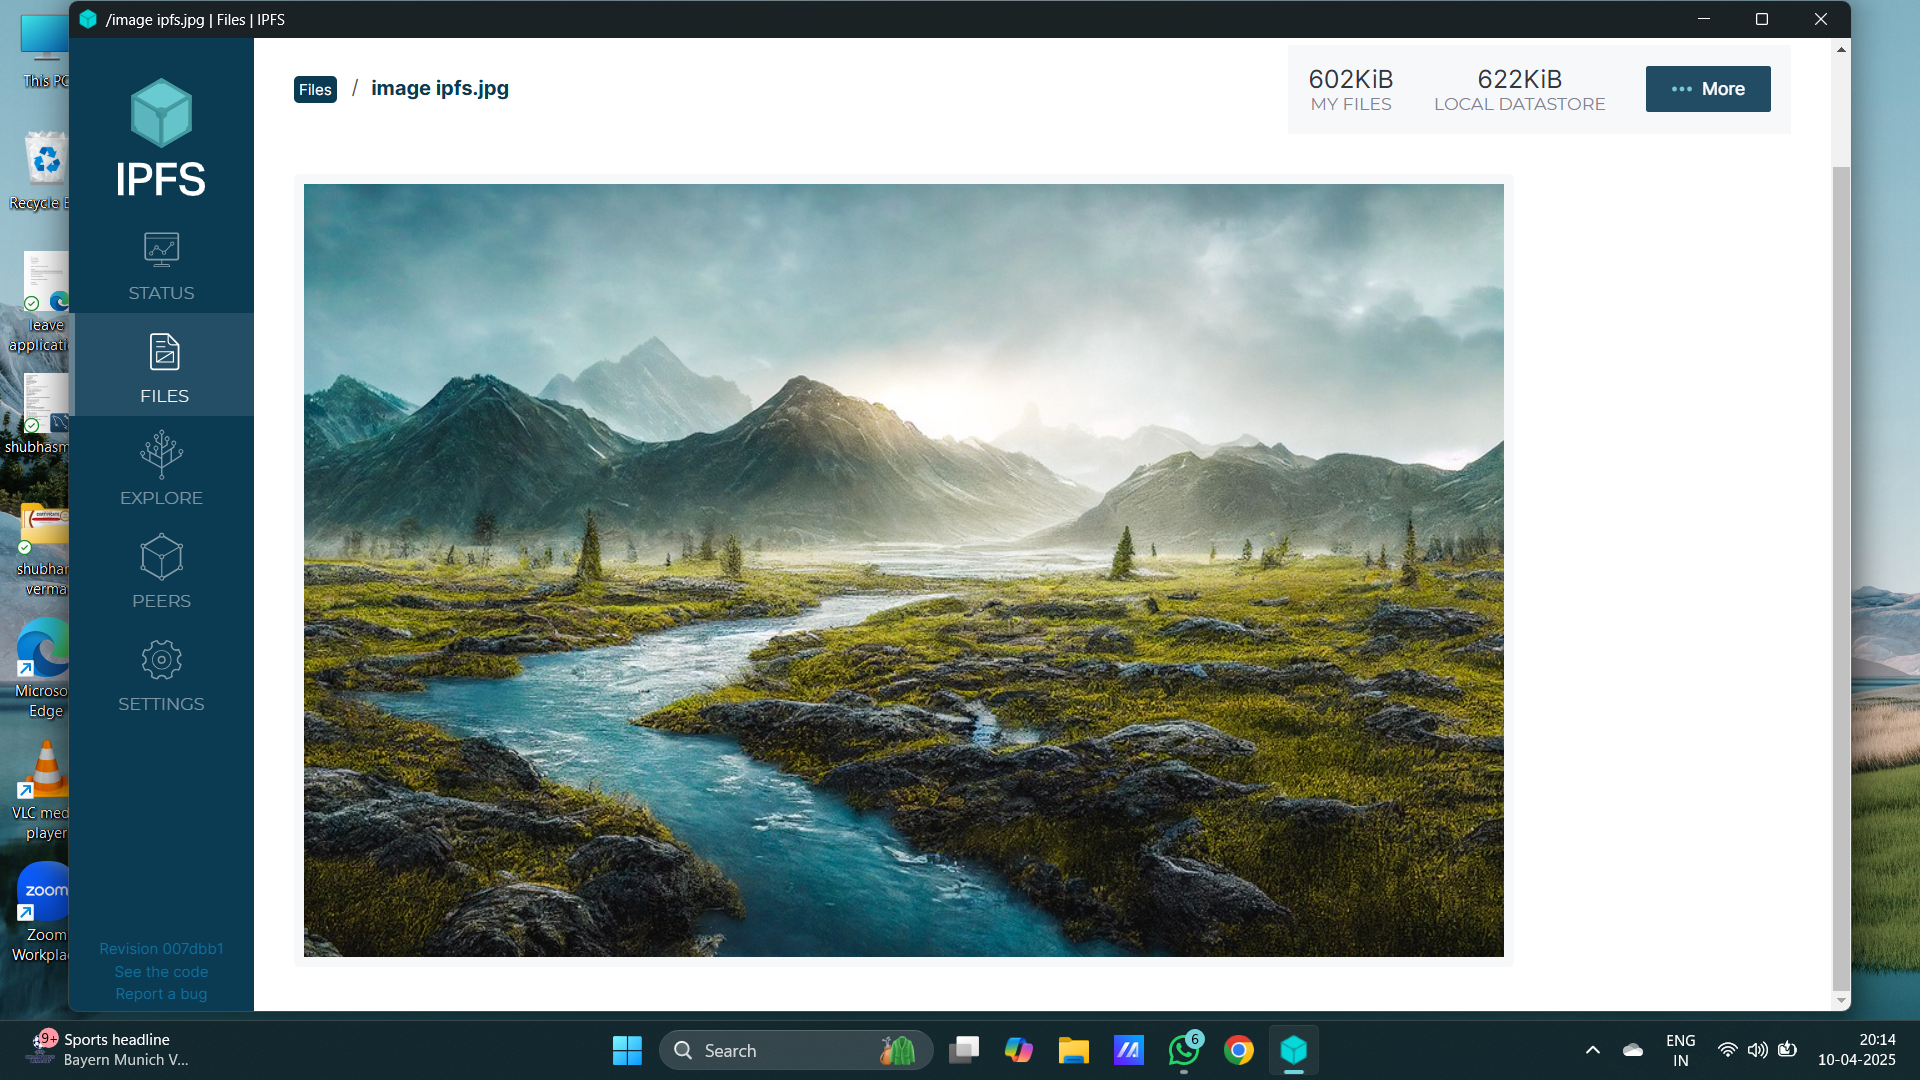 /image ipfs.jpg | Files | IPFS
This PC
Recycle B
leave
applicati
shubhasm
shubhar
verma
Microso
Edge
VLC med
player
zoom
Zoom
Workpla
IPFS
STATUS
FILES
EXPLORE
PEERS
SETTINGS
Revision 007dbb1
See the code
Report a bug
Files / image ipfs.jpg
602KiB
MY FILES
622KiB
LOCAL DATASTORE
••• More
9+
Sports headline
Bayern Munich V...
Search
6
ENG
IN
20:14
10-04-2025